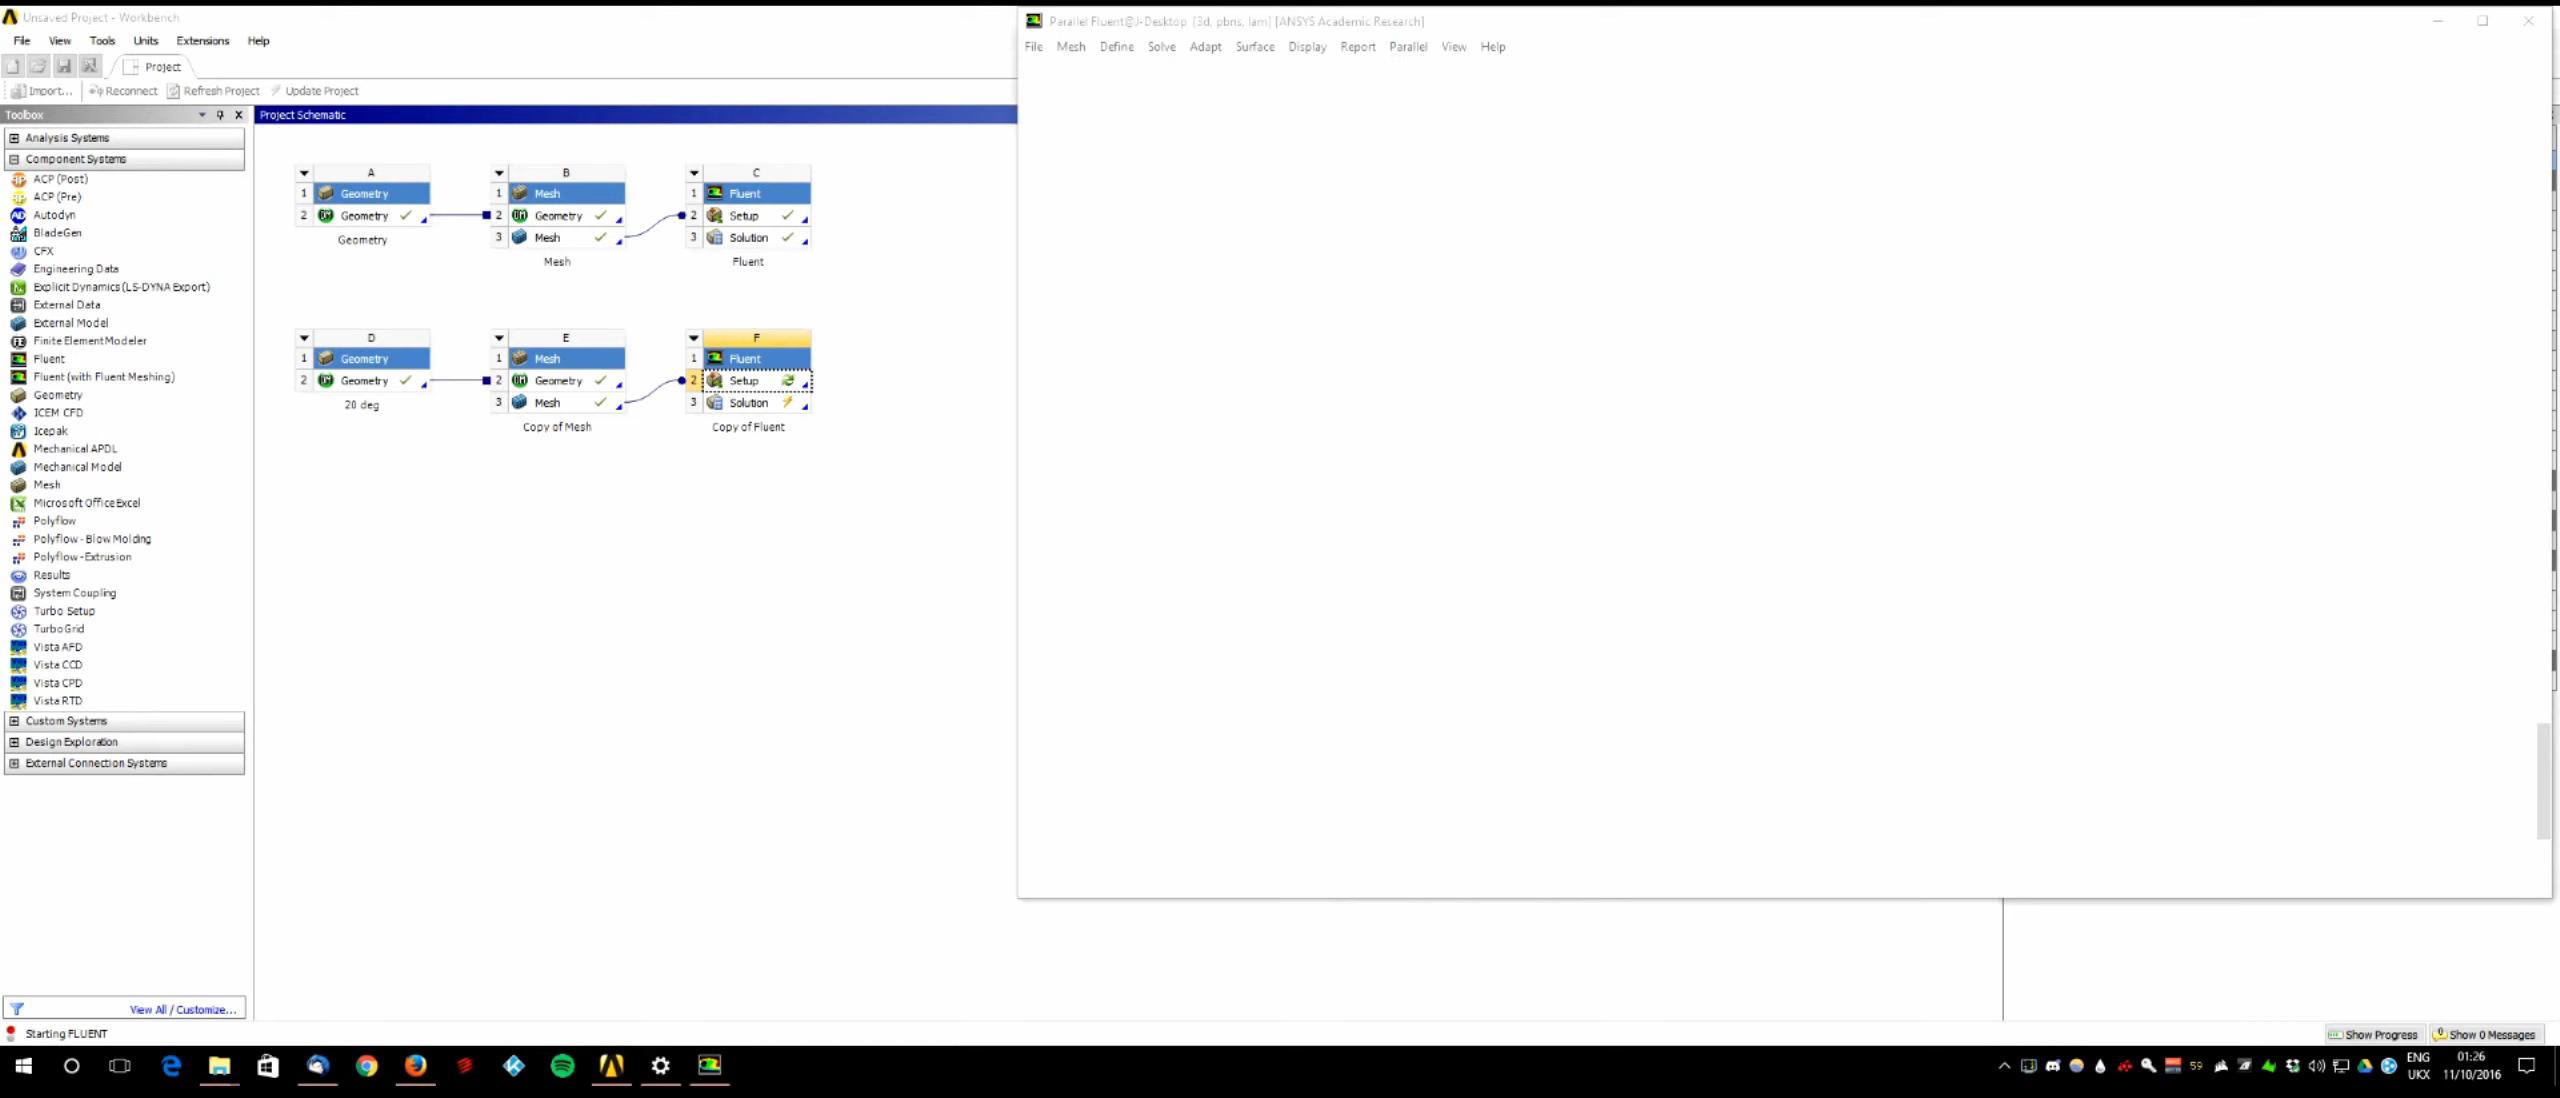 Unsaved Project - Workbench
File View Tools Units Extensions Help
Project
Import... Reconnect Refresh Project Update Project
Toolbox
Analysis Systems
Component Systems
ACP (Post)
ACP (Pre)
Autodyn
BladeGen
CFX
Engineering Data
Explicit Dynamics (LS-DYNA Export)
External Data
External Model
Finite Element Modeler
Fluent
Fluent (with Fluent Meshing)
Geometry
ICEM CFD
Icepak
Mechanical APDL
Mechanical Model
Mesh
Microsoft Office Excel
Polyflow
Polyflow - Blow Molding
Polyflow - Extrusion
Results
System Coupling
Turbo Setup
TurboGrid
Vista AFD
Vista CCD
Vista CPD
Vista RTD
Custom Systems
Design Exploration
External Connection Systems
View All / Customize...
Project Schematic
A
1 Geometry
2 Geometry
Geometry
B
1 Mesh
2 Geometry
3 Mesh
Mesh
C
1 Fluent
2 Setup
3 Solution
Fluent
D
1 Geometry
2 Geometry
20 deg
E
1 Mesh
2 Geometry
3 Mesh
Copy of Mesh
F
1 Fluent
2 Setup
3 Solution
Copy of Fluent
Parallel Fluent@J-Desktop [3d, pbns, lam] [ANSYS Academic Research]
File Mesh Define Solve Adapt Surface Display Report Parallel View Help
Starting FLUENT
Show Progress Show 0 Messages
59
ENG
UKX
01:26
11/10/2016